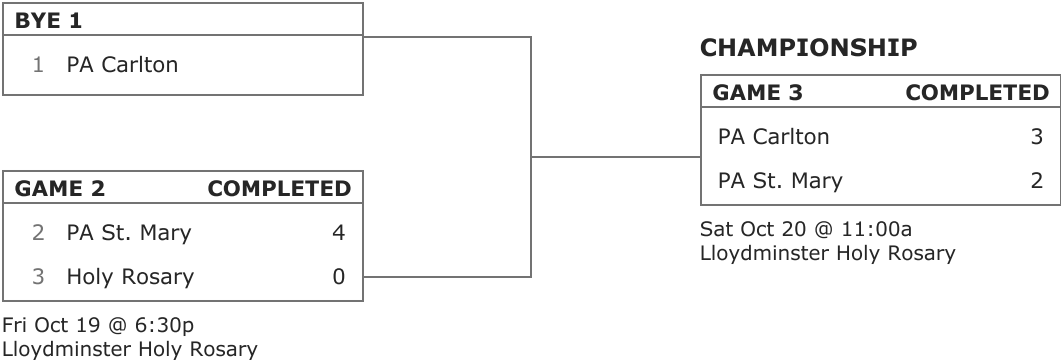 BYE 1
1 PA Carlton
GAME 2 COMPLETED
2 PA St. Mary 4
3 Holy Rosary 0
Fri Oct 19 @ 6:30p
Lloydminster Holy Rosary
CHAMPIONSHIP
GAME 3 COMPLETED
PA Carlton 3
PA St. Mary 2
Sat Oct 20 @ 11:00a
Lloydminster Holy Rosary